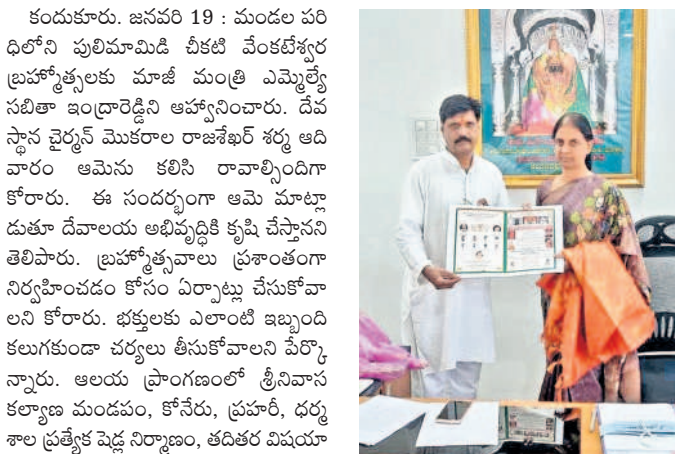 కందుకూరు. జనవరి 19 : మండల పరి
ధిలోని పులిమామిడి చీకటి వేంకటేశ్వర
బ్రహ్మోత్సలకు మాజీ మంత్రి ఎమ్మెల్యే
సబితా ఇంద్రారెడ్డిని ఆహ్వానించారు. దేవ
స్థాన చైర్మన్ మొకరాల రాజశేఖర్ శర్మ ఆది
వారం ఆమెను కలిసి రావాల్సిందిగా
కోరారు. ఈ సందర్భంగా ఆమె మాట్లా
డుతూ దేవాలయ అభివృద్ధికి కృషి చేస్తానని
తెలిపారు. బ్రహ్మోత్సవాలు ప్రశాంతంగా
నిర్వహించడం కోసం ఏర్పాట్లు చేసుకోవా
లని కోరారు. భక్తులకు ఎలాంటి ఇబ్బంది
కలుగకుండా చర్యలు తీసుకోవాలని పేర్కొ
న్నారు. ఆలయ ప్రాంగణంలో శ్రీనివాస
కల్యాణ మండపం, కోనేరు, ప్రహరీ, ధర్మ
శాల ప్రత్యేక షెడ్ల నిర్మాణం, తదితర విషయా